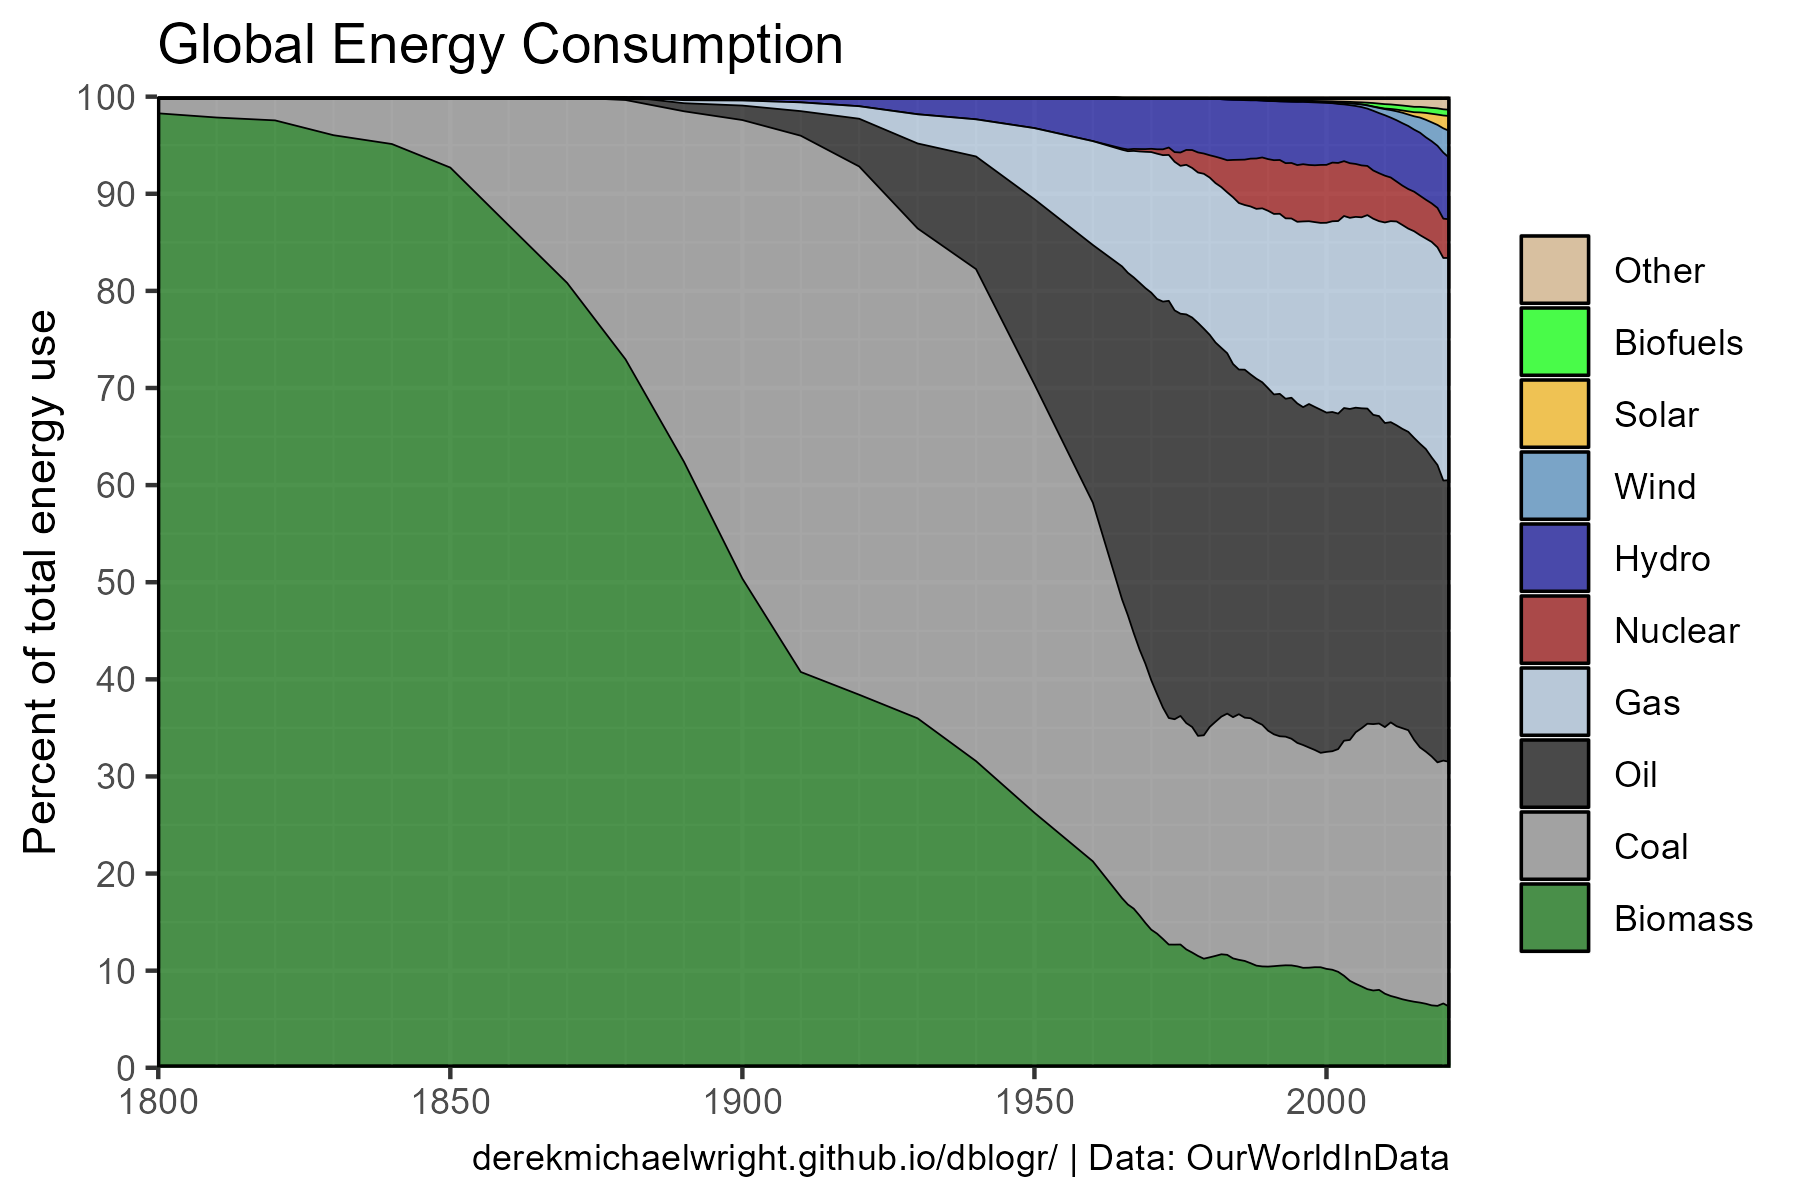 Global Energy Consumption
Percent of total energy use
100
90
80
70
60
50
40
30
20
10
0
1800
1850
1900
1950
2000
Other
Biofuels
Solar
Wind
Hydro
Nuclear
Gas
Oil
Coal
Biomass
derekmichaelwright.github.io/dblogr/ | Data: OurWorldInData